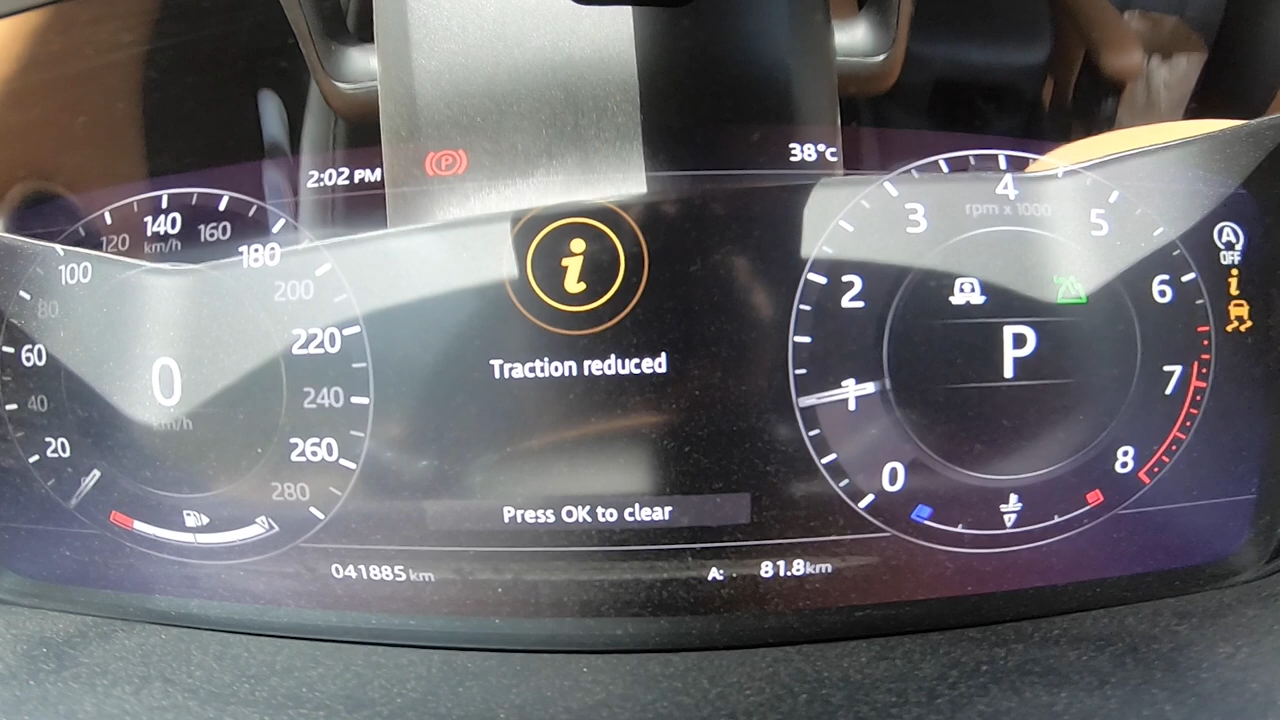 2:02 PM
P
38°c
0
20
40
60
80
100
120
140
160
180
200
220
240
260
280
km/h
0
km/h
i
Traction reduced
Press OK to clear
0
1
2
3
4
5
6
7
8
rpm x 1000
P
A
OFF
i
041885 km
A: 81.8 km